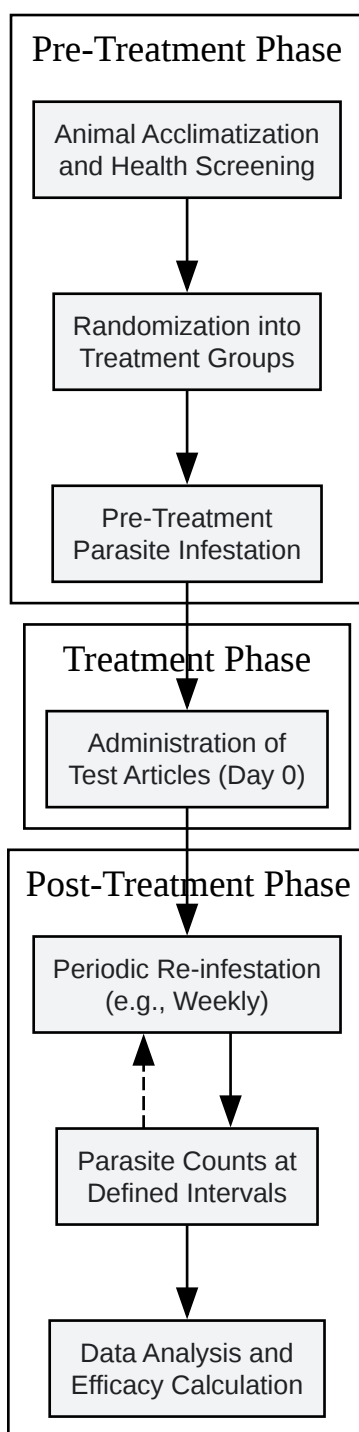 Pre-Treatment Phase
Animal Acclimatization
and Health Screening
Randomization into
Treatment Groups
Pre-Treatment
Parasite Infestation
Treatment Phase
Administration of
Test Articles (Day 0)
Post-Treatment Phase
Periodic Re-infestation
(e.g., Weekly)
Parasite Counts at
Defined Intervals
Data Analysis and
Efficacy Calculation